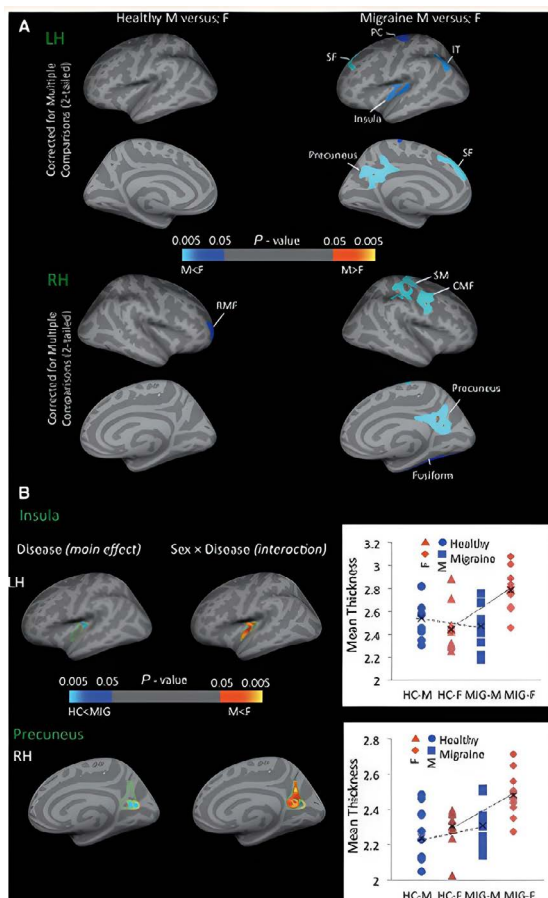 A
Healthy M versus; F
Migraine M versus; F
LH
Corrected for Multiple
Comparisons (2-tailed)
PC
SF
IT
Insula
Precuneus
SF
0.005 0.05 P - value 0.05 0.005
M<F
M>F
RH
Corrected for Multiple
Comparisons (2-tailed)
RMF
SM
CMF
Precuneus
Fusiform
B
Insula
Disease (main effect)
Sex × Disease (interaction)
LH
P - value
0.005 0.05 0.05 0.005
HC<MIG
M<F
Precuneus
RH
Mean Thickness
3.2
3
2.8
2.6
2.4
2.2
2
Healthy
Migraine
F
M
HC-M HC-F MIG-M MIG-F
Mean Thickness
2.8
2.6
2.4
2.2
2
Healthy
Migraine
F
M
HC-M HC-F MIG-M MIG-F